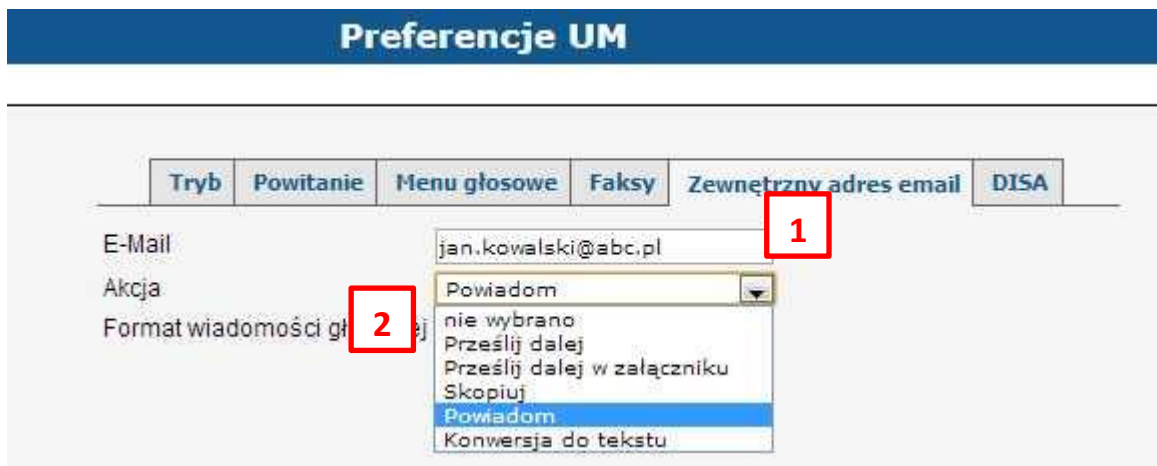 Preferencje UM
Tryb Powitanie Menu głosowe Faksy Zewnętrzny adres email DISA
1
E-Mail jan.kowalski@abc.pl
Akcja Powiadom
2
Format wiadomości
nie wybrano
Prześlij dalej
Prześlij dalej w załączniku
Skopiuj
Powiadom
Konwersja do tekstu